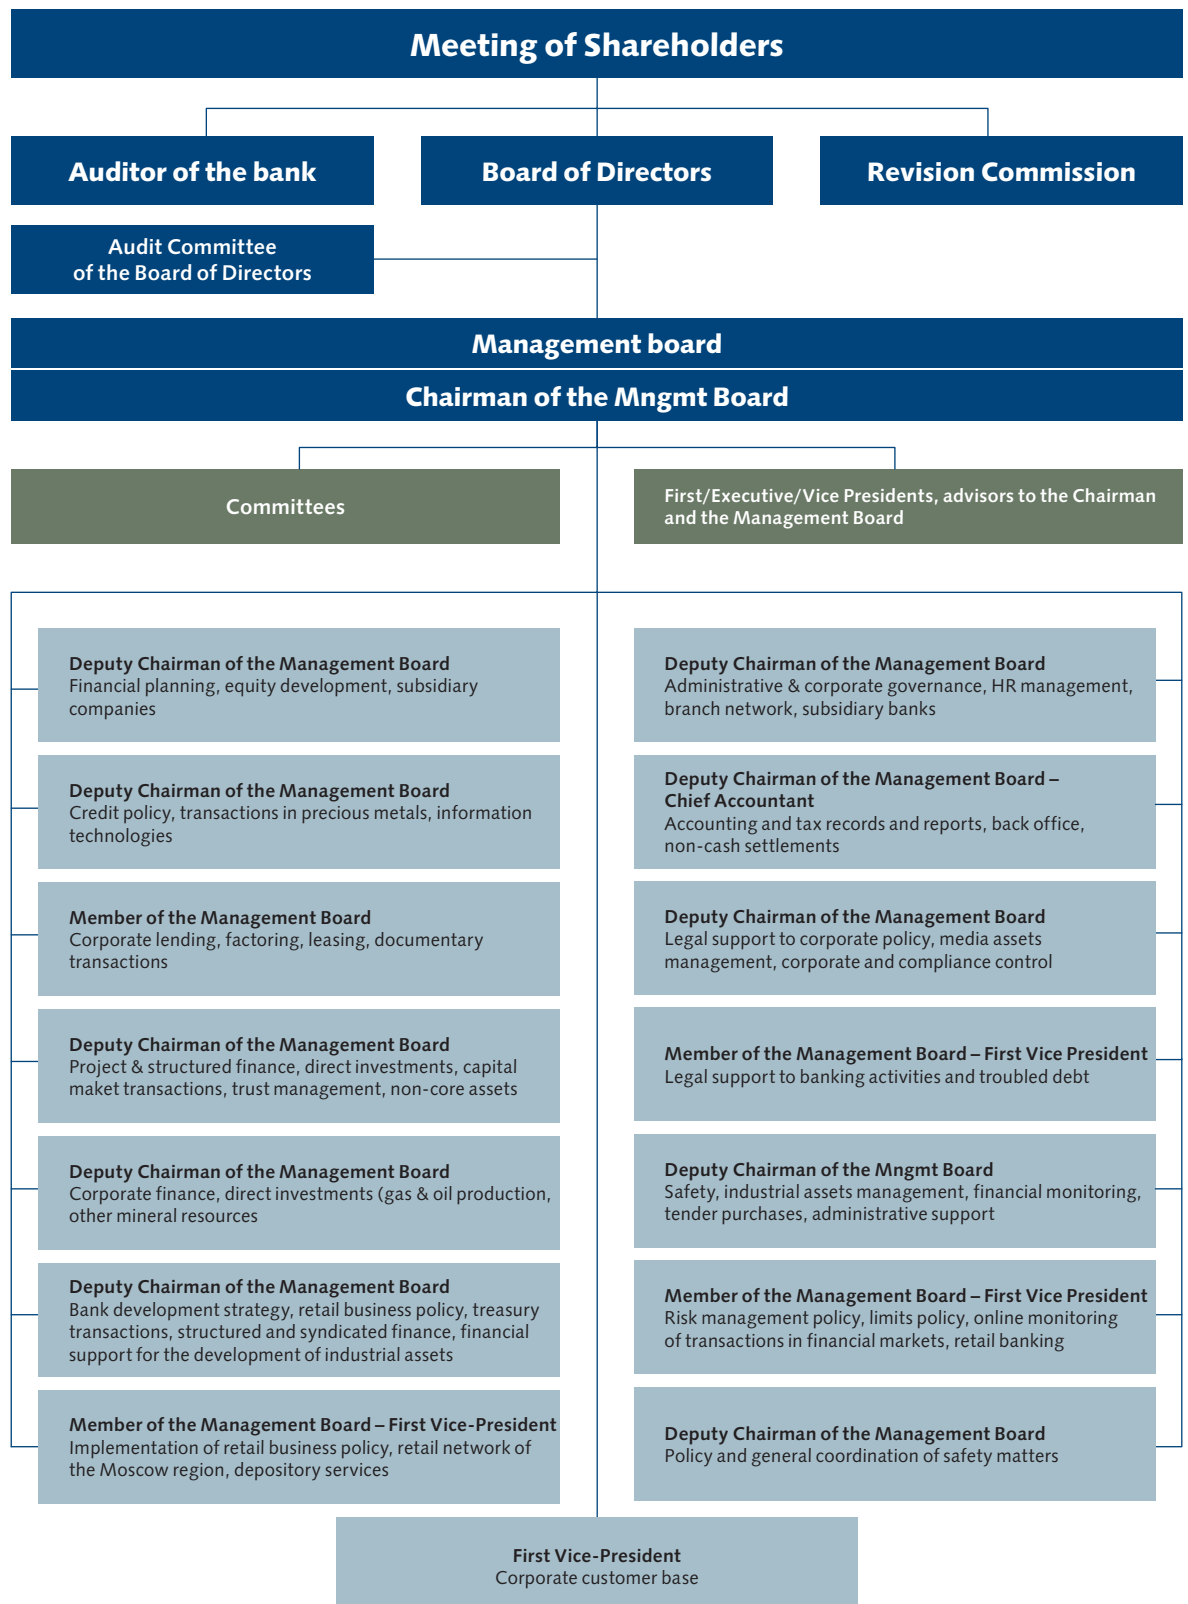 Meeting of Shareholders
Auditor of the bank
Board of Directors
Revision Commission
Audit Committee
of the Board of Directors
Management board
Chairman of the Mngmt Board
Committees
First/Executive/Vice Presidents, advisors to the Chairman
and the Management Board
Deputy Chairman of the Management Board
Financial planning, equity development, subsidiary
companies
Deputy Chairman of the Management Board
Credit policy, transactions in precious metals, information
technologies
Member of the Management Board
Corporate lending, factoring, leasing, documentary
transactions
Deputy Chairman of the Management Board
Project & structured finance, direct investments, capital
maket transactions, trust management, non-core assets
Deputy Chairman of the Management Board
Corporate finance, direct investments (gas & oil production,
other mineral resources
Deputy Chairman of the Management Board
Bank development strategy, retail business policy, treasury
transactions, structured and syndicated finance, financial
support for the development of industrial assets
Member of the Management Board – First Vice-President
Implementation of retail business policy, retail network of
the Moscow region, depository services
Deputy Chairman of the Management Board
Administrative & corporate governance, HR management,
branch network, subsidiary banks
Deputy Chairman of the Management Board –
Chief Accountant
Accounting and tax records and reports, back office,
non-cash settlements
Deputy Chairman of the Management Board
Legal support to corporate policy, media assets
management, corporate and compliance control
Member of the Management Board – First Vice President
Legal support to banking activities and troubled debt
Deputy Chairman of the Mngmt Board
Safety, industrial assets management, financial monitoring,
tender purchases, administrative support
Member of the Management Board – First Vice President
Risk management policy, limits policy, online monitoring
of transactions in financial markets, retail banking
Deputy Chairman of the Management Board
Policy and general coordination of safety matters
First Vice-President
Corporate customer base